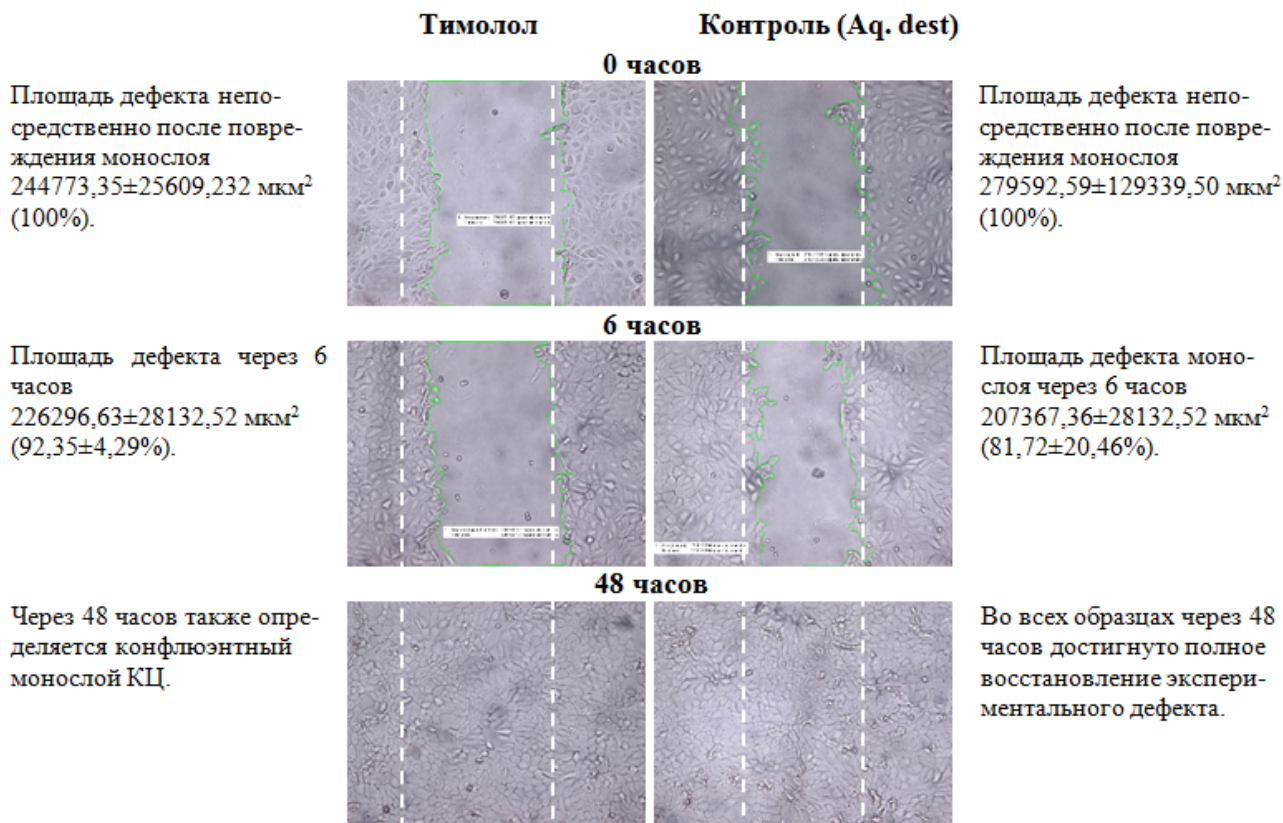 Тимолол
Контроль (Aq. dest)
0 часов
Площадь дефекта непо-
средственно после повре-
ждения монослоя
244773,35±25609,232 мкм²
(100%).
Площадь дефекта непо-
средственно после повре-
ждения монослоя
279592,59±129339,50 мкм²
(100%).
6 часов
Площадь дефекта через 6
часов
226296,63±28132,52 мкм²
(92,35±4,29%).
Площадь дефекта моно-
слоя через 6 часов
207367,36±28132,52 мкм²
(81,72±20,46%).
48 часов
Через 48 часов также опре-
деляется конфлюэнтный
монослой КЦ.
Во всех образцах через 48
часов достигнуто полное
восстановление экспери-
ментального дефекта.